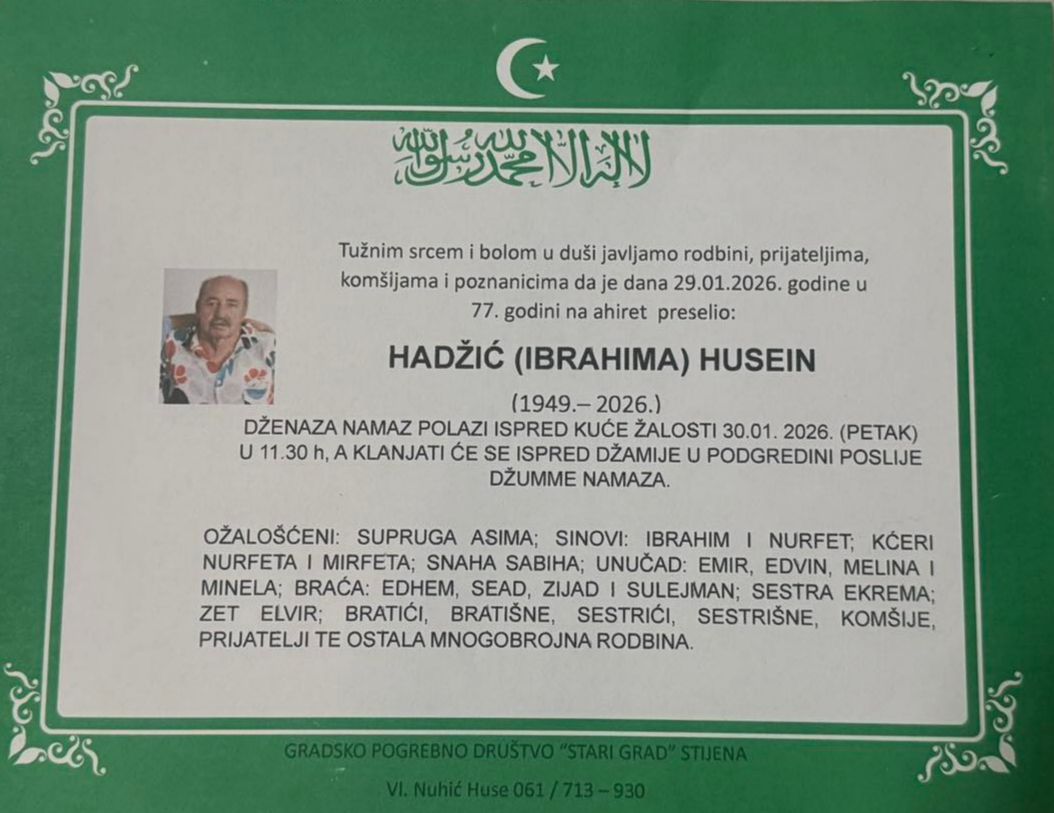 لا إله إلا الله محمد رسول الله
Tužnim srcem i bolom u duši javljamo rodbini, prijateljima,
komšijama i poznanicima da je dana 29.01.2026. godine u
77. godini na ahiret preselio:
HADŽIĆ (IBRAHIMA) HUSEIN
(1949.– 2026.)
DŽENAZA NAMAZ POLAZI ISPRED KUĆE ŽALOSTI 30.01. 2026. (PETAK)
U 11.30 h, A KLANJATI ĆE SE ISPRED DŽAMIJE U PODGREDINI POSLIJE
DŽUMME NAMAZA.
OŽALOŠĆENI: SUPRUGA ASIMA; SINOVI: IBRAHIM I NURFET; KĆERI
NURFETA I MIRFETA; SNAHA SABIHA; UNUČAD: EMIR, EDVIN, MELINA I
MINELA; BRAĆA: EDHEM, SEAD, ZIJAD I SULEJMAN; SESTRA EKREMA;
ZET ELVIR; BRATIĆI, BRATIŠNE, SESTRIĆI, SESTRIŠNE, KOMŠIJE,
PRIJATELJI TE OSTALA MNOGOBROJNA RODBINA.
GRADSKO POGREBNO DRUŠTVO "STARI GRAD" STIJENA
Vl. Nuhić Huse 061 / 713 – 930